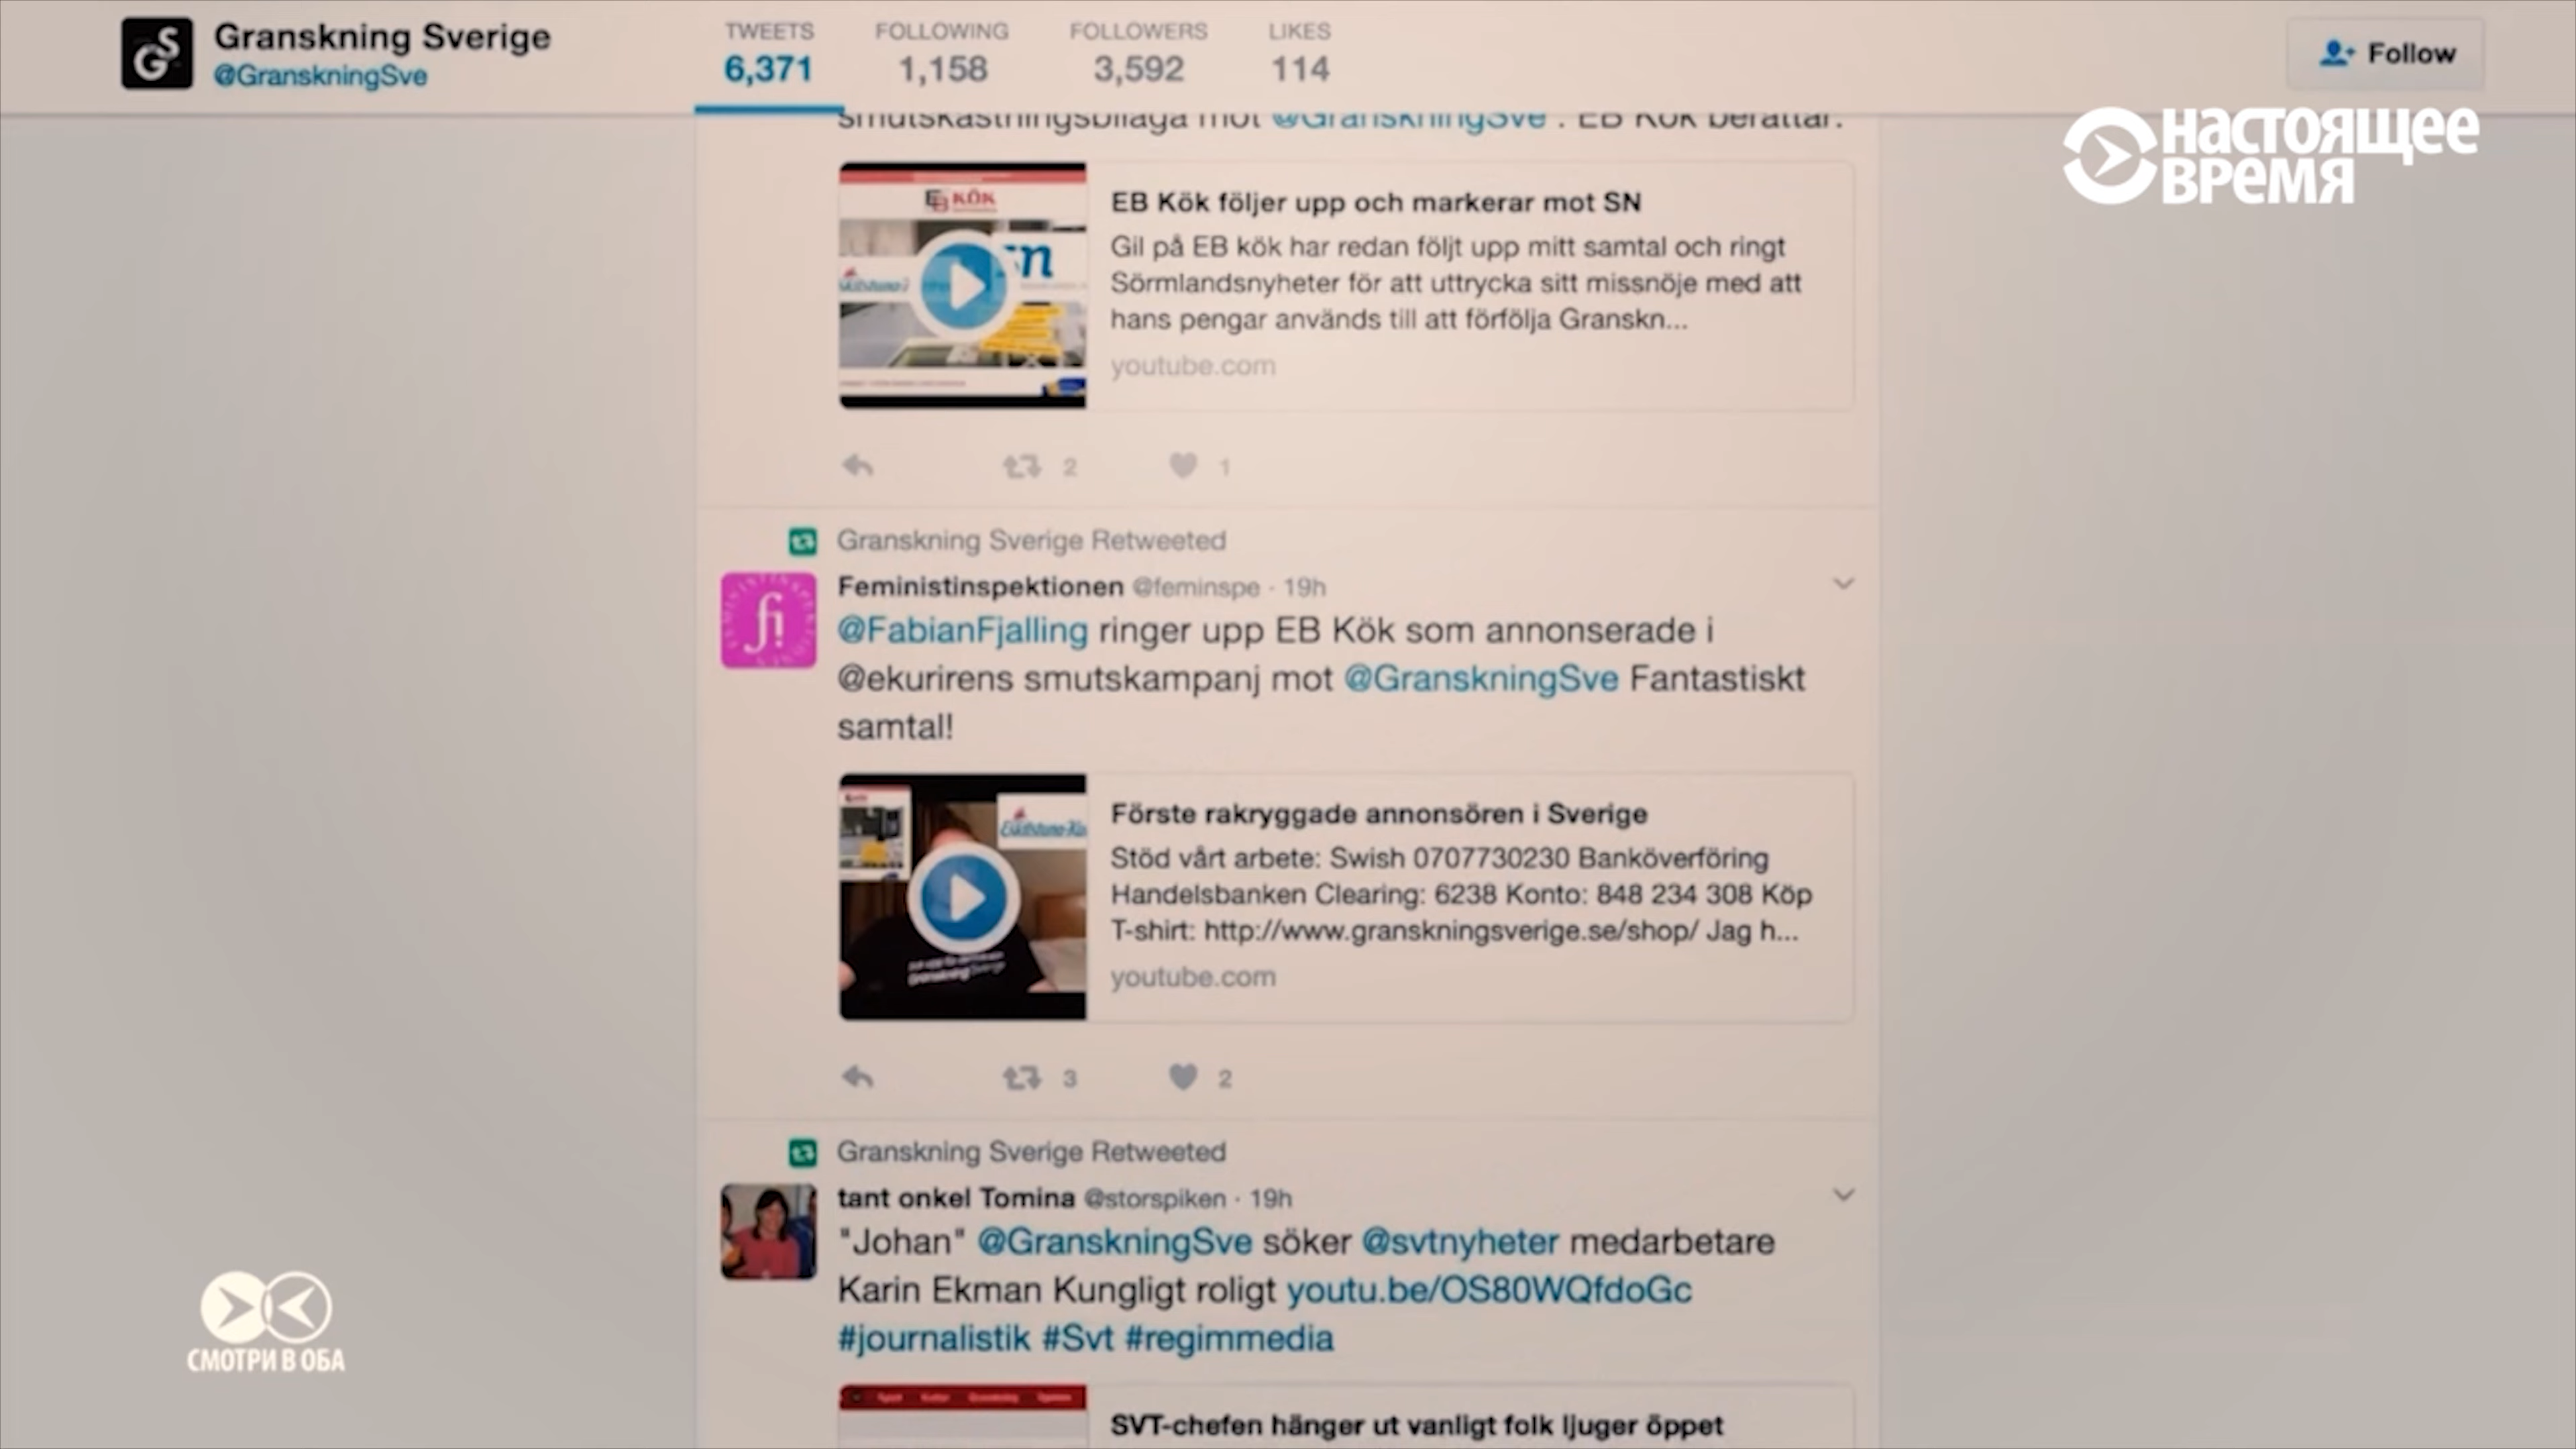 Granskning Sverige
@GranskningSve
TWEETS
6,371
FOLLOWING
1,158
FOLLOWERS
3,592
LIKES
114
Follow
НАСТОЯЩЕЕ
ВРЕМЯ
smutskastningsbilaga mot @GranskningSve . EB Kök berättar:
EB KÖK
sn
EB Kök följer upp och markerar mot SN
Gil på EB kök har redan följt upp mitt samtal och ringt
Sörmlandsnyheter för att uttrycka sitt missnöje med att
hans pengar används till att förfölja Granskn...
youtube.com
2
1
Granskning Sverige Retweeted
fi
Feministinspektionen @feminspe · 19h
@FabianFjalling ringer upp EB Kök som annonserade i
@ekurirens smutskampanj mot @GranskningSve Fantastiskt
samtal!
Förste rakryggade annonsören i Sverige
Stöd vårt arbete: Swish 0707730230 Banköverföring
Handelsbanken Clearing: 6238 Konto: 848 234 308 Köp
T-shirt: http://www.granskningsverige.se/shop/ Jag h...
youtube.com
3
2
Granskning Sverige Retweeted
tant onkel Tomina @storspiken · 19h
"Johan" @GranskningSve söker @svtnyheter medarbetare
Karin Ekman Kungligt roligt youtu.be/OS80WQfdoGc
#journalistik #Svt #regimmedia
SVT-chefen hänger ut vanligt folk ljuger öppet
СМОТРИ В ОБА